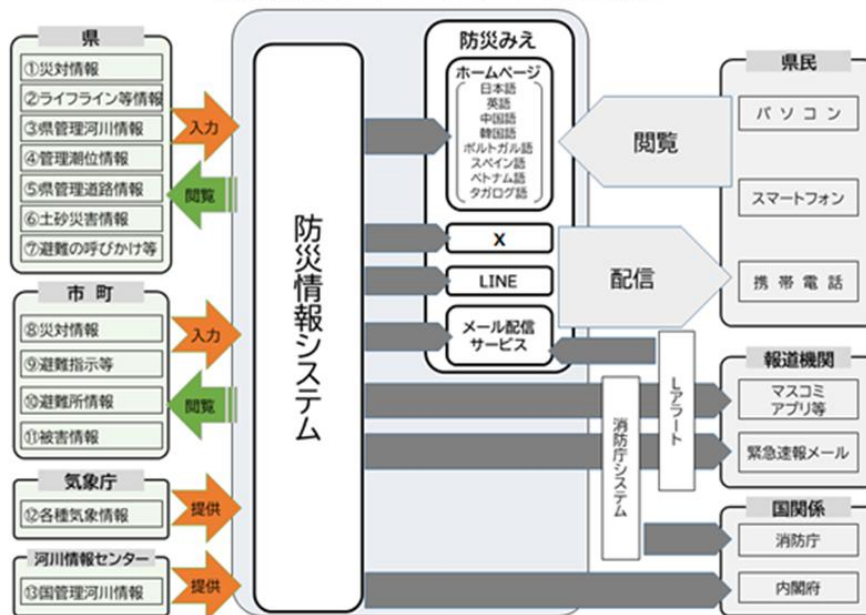 県
①災対情報
②ライフライン等情報
③県管理河川情報
④管理潮位情報
⑤県管理道路情報
⑥土砂災害情報
⑦避難の呼びかけ等
入力
閲覧
市 町
⑧災対情報
⑨避難指示等
⑩避難所情報
⑪被害情報
入力
閲覧
気象庁
⑫各種気象情報
提供
河川情報センター
⑬国管理河川情報
提供
防災情報システム
防災みえ
ホームページ
日本語
英語
中国語
韓国語
ポルトガル語
スペイン語
ベトナム語
タガログ語
X
LINE
メール配信
サービス
閲覧
配信
Lアラート
消防庁システム
県民
パ ソ コ ン
スマートフォン
携 帯 電 話
報道機関
マスコミ
アプリ等
緊急速報メール
国関係
消防庁
内閣府